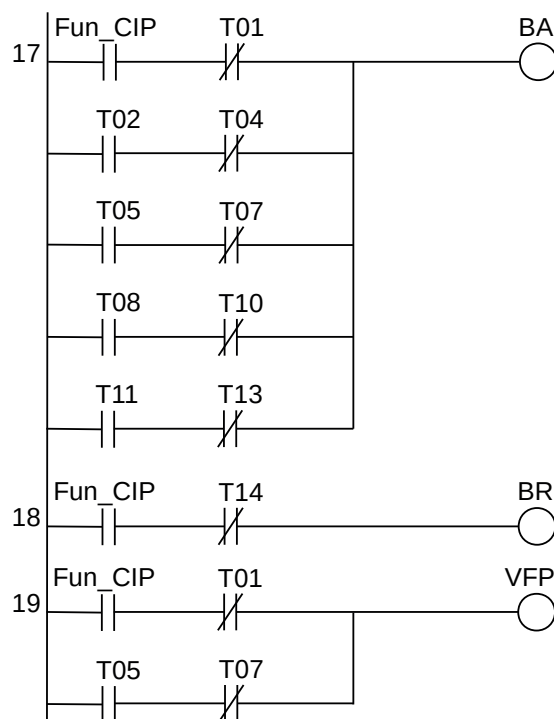 Fun_CIP T01 BA
17
T02 T04
T05 T07
T08 T10
T11 T13
Fun_CIP T14 BR
18
Fun_CIP T01 VFP
19
T05 T07